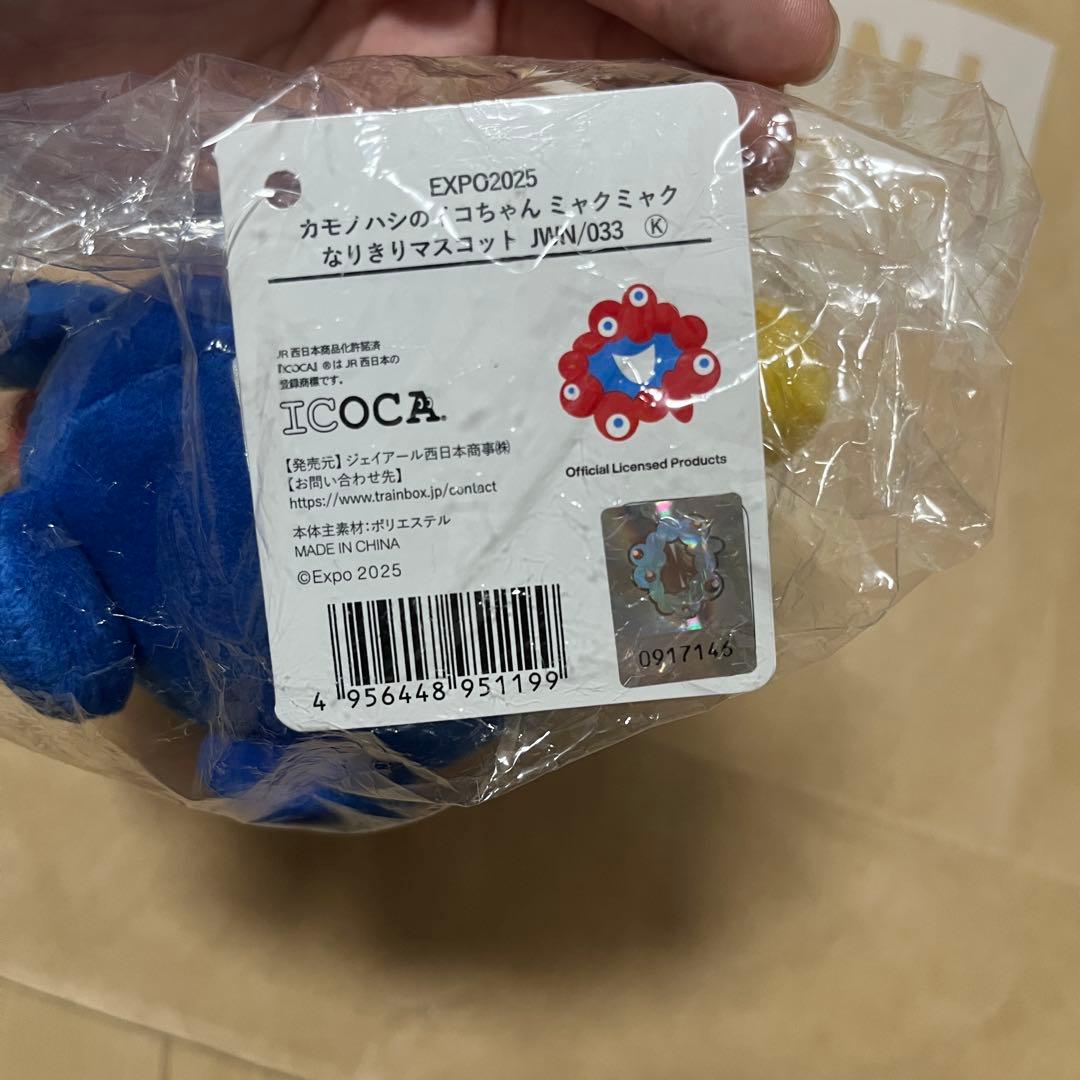 EXPO2025
カモノハシのイコちゃん ミャクミャク
なりきりマスコット JWN/033 Ⓚ
JR西日本商品化許諾済
「ICOCA」®はJR西日本の
登録商標です。
ICOCA®
【発売元】ジェイアール西日本商事㈱
【お問い合わせ先】
https://www.trainbox.jp/contact
本体主素材:ポリエステル
MADE IN CHINA
©Expo 2025
4 956448 951199
Official Licensed Products
0917146